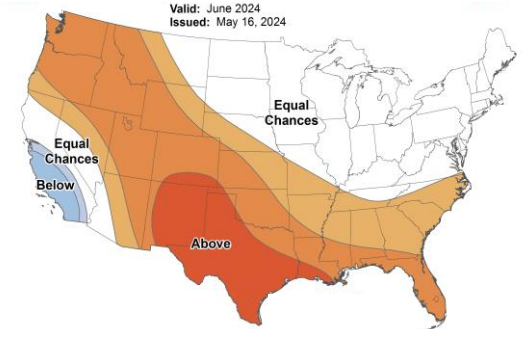 Valid: June 2024
Issued: May 16, 2024
Equal
Chances
Equal
Chances
Below
Above